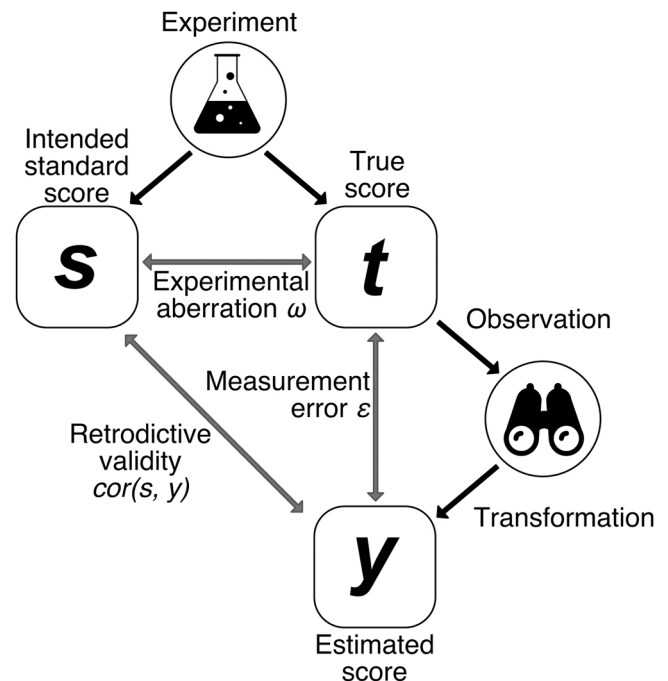 Experiment
Intended
standard
score
True
score
s
t
Experimental
aberration ω
Observation
Measurement
error ε
Retrodictive
validity
cor(s, y)
Transformation
y
Estimated
score